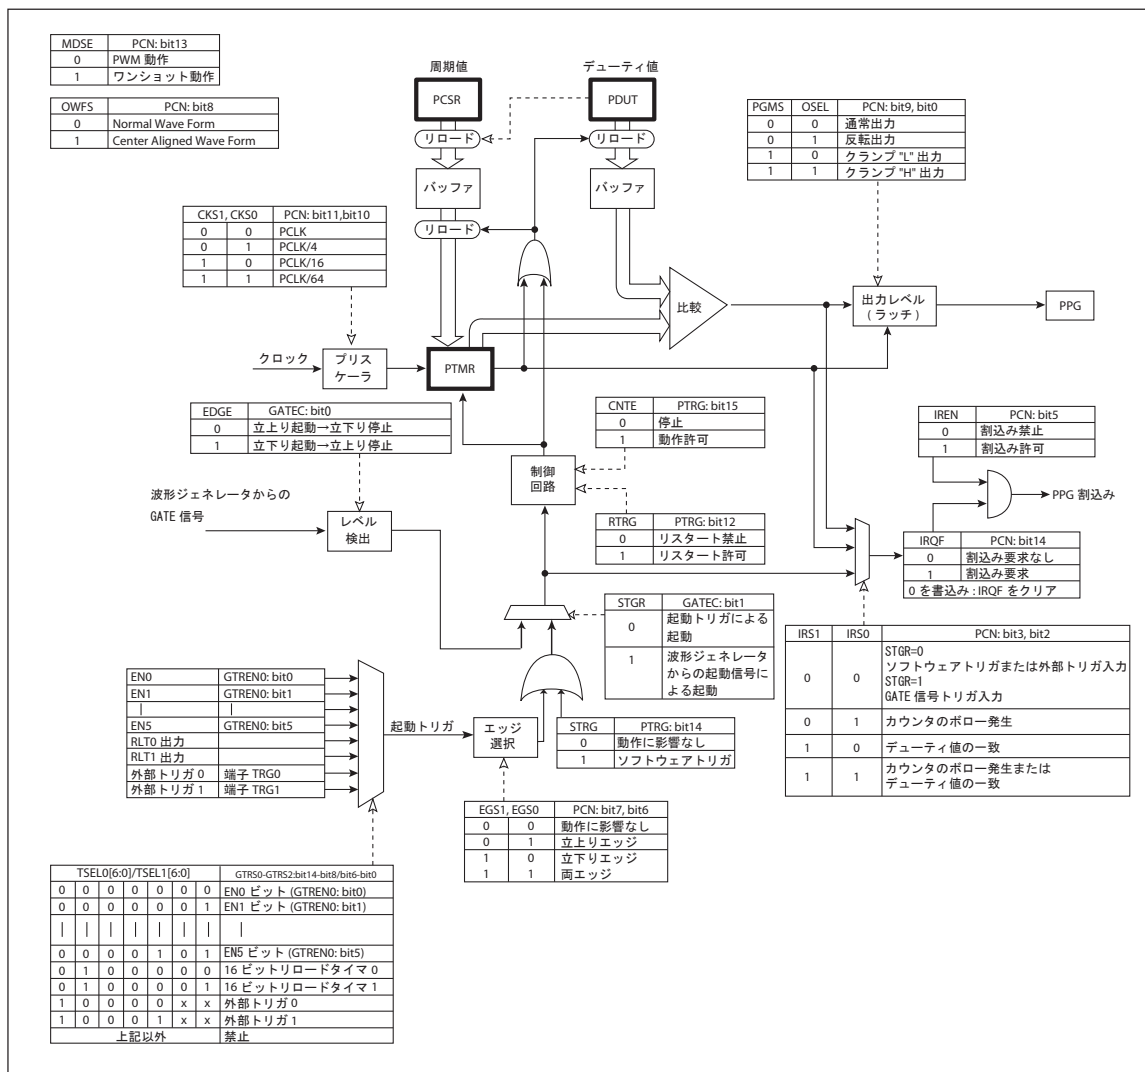 MDSE PCN: bit13
0 PWM 動作
1 ワンショット動作
OWFS PCN: bit8
0 Normal Wave Form
1 Center Aligned Wave Form
周期値
PCSR
リロード
バッファ
リロード
デューティ値
PDUT
リロード
バッファ
PGMS OSEL PCN: bit9, bit0
0 0 通常出力
0 1 反転出力
1 0 クランプ "L" 出力
1 1 クランプ "H" 出力
CKS1, CKS0 PCN: bit11,bit10
0 0 PCLK
0 1 PCLK/4
1 0 PCLK/16
1 1 PCLK/64
比較
出力レベル
( ラッチ )
PPG
クロック
プリス
ケーラ
PTMR
EDGE GATEC: bit0
0 立上り起動→立下り停止
1 立下り起動→立上り停止
CNTE PTRG: bit15
0 停止
1 動作許可
IREN PCN: bit5
0 割込み禁止
1 割込み許可
制御
回路
波形ジェネレータからの
GATE 信号
レベル
検出
RTRG PTRG: bit12
0 リスタート禁止
1 リスタート許可
PPG 割込み
IRQF PCN: bit14
0 割込み要求なし
1 割込み要求
0 を書込み : IRQF をクリア
STGR GATEC: bit1
0 起動トリガによる
起動
1 波形ジェネレータ
からの起動信号に
よる起動
IRS1 IRS0 PCN: bit3, bit2
0 0 STGR=0
ソフトウェアトリガまたは外部トリガ入力
STGR=1
GATE 信号トリガ入力
0 1 カウンタのボロー発生
1 0 デューティ値の一致
1 1 カウンタのボロー発生または
デューティ値の一致
EN0 GTREN0: bit0
EN1 GTREN0: bit1
| |
EN5 GTREN0: bit5
RLT0 出力
RLT1 出力
外部トリガ 0 端子 TRG0
外部トリガ 1 端子 TRG1
起動トリガ
エッジ
選択
STRG PTRG: bit14
0 動作に影響なし
1 ソフトウェアトリガ
EGS1, EGS0 PCN: bit7, bit6
0 0 動作に影響なし
0 1 立上りエッジ
1 0 立下りエッジ
1 1 両エッジ
TSEL0[6:0]/TSEL1[6:0] GTRS0-GTRS2:bit14-bit8/bit6-bit0
0 0 0 0 0 0 0 EN0 ビット (GTREN0: bit0)
0 0 0 0 0 0 1 EN1 ビット (GTREN0: bit1)
| | | | | | | |
0 0 0 0 1 0 1 EN5 ビット (GTREN0: bit5)
0 1 0 0 0 0 0 16 ビットリロードタイマ 0
0 1 0 0 0 0 1 16 ビットリロードタイマ 1
1 0 0 0 0 x x 外部トリガ 0
1 0 0 0 1 x x 外部トリガ 1
上記以外 禁止